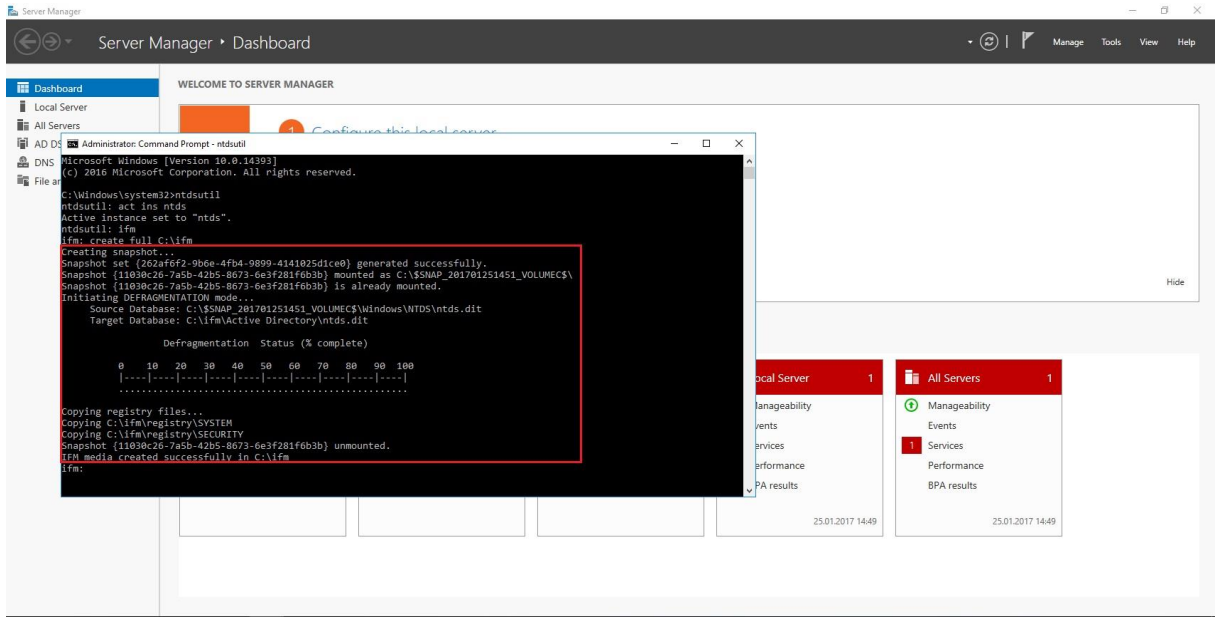 Server Manager
Server Manager • Dashboard
Manage Tools View Help
Dashboard
Local Server
All Servers
AD DS
DNS
File an
WELCOME TO SERVER MANAGER
1 Configure this local server
Administrator: Command Prompt - ntdsutil
Microsoft Windows [Version 10.0.14393]
(c) 2016 Microsoft Corporation. All rights reserved.
C:\Windows\system32>ntdsutil
ntdsutil: act ins ntds
Active instance set to "ntds".
ntdsutil: ifm
ifm: create full C:\ifm
Creating snapshot...
Snapshot set {262af6f2-9b6e-4fb4-9899-4141025d1ce0} generated successfully.
Snapshot {11030c26-7a5b-42b5-8673-6e3f281f6b3b} mounted as C:\$SNAP_201701251451_VOLUMEC$\
Snapshot {11030c26-7a5b-42b5-8673-6e3f281f6b3b} is already mounted.
Initiating DEFRAGMENTATION mode...
Source Database: C:\$SNAP_201701251451_VOLUMEC$\Windows\NTDS\ntds.dit
Target Database: C:\ifm\Active Directory\ntds.dit
Defragmentation Status (% complete)
0 10 20 30 40 50 60 70 80 90 100
|----|----|----|----|----|----|----|----|----|----|
...................................................
Copying registry files...
Copying C:\ifm\registry\SYSTEM
Copying C:\ifm\registry\SECURITY
Snapshot {11030c26-7a5b-42b5-8673-6e3f281f6b3b} unmounted.
IFM media created successfully in C:\ifm
ifm:
Hide
ocal Server 1
anageability
vents
ervices
erformance
PA results
25.01.2017 14:49
All Servers 1
Manageability
Events
1 Services
Performance
BPA results
25.01.2017 14:49